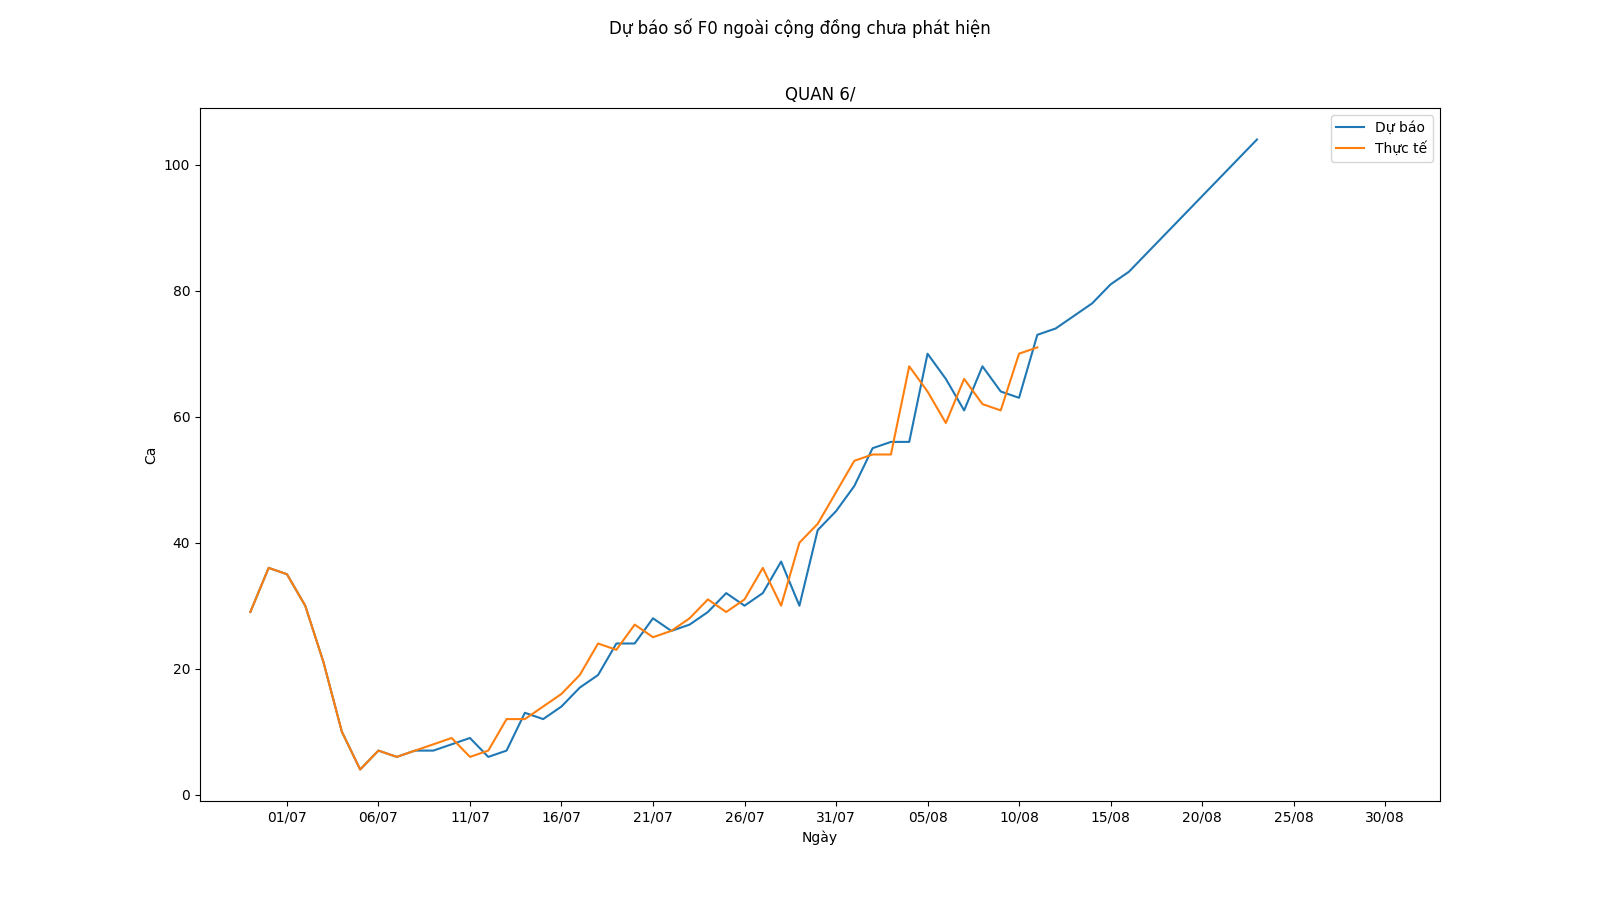 Dự báo số F0 ngoài cộng đồng chưa phát hiện
QUAN 6/
Dự báo
Thực tế
100
80
60
40
20
0
Ca
01/07 06/07 11/07 16/07 21/07 26/07 31/07 05/08 10/08 15/08 20/08 25/08 30/08
Ngày